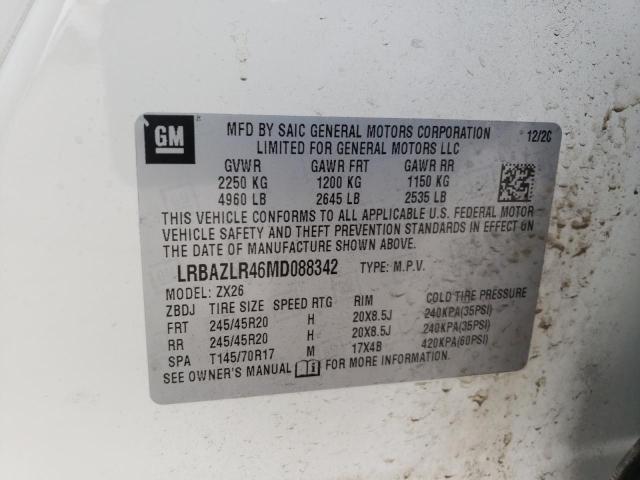 GM
MFD BY SAIC GENERAL MOTORS CORPORATION
LIMITED FOR GENERAL MOTORS LLC
12/20
GVWR GAWR FRT GAWR RR
2250 KG 1200 KG 1150 KG
4960 LB 2645 LB 2535 LB
THIS VEHICLE CONFORMS TO ALL APPLICABLE U.S. FEDERAL MOTOR
VEHICLE SAFETY AND THEFT PREVENTION STANDARDS IN EFFECT ON
THE DATE OF MANUFACTURE SHOWN ABOVE.
LRBAZLR46MD088342 TYPE: M.P.V.
MODEL: ZX26
ZBDJ TIRE SIZE SPEED RTG RIM COLD TIRE PRESSURE
FRT 245/45R20 H 20X8.5J 240KPA(35PSI)
RR 245/45R20 H 20X8.5J 240KPA(35PSI)
SPA T145/70R17 M 17X4B 420KPA(60PSI)
SEE OWNER'S MANUAL FOR MORE INFORMATION.